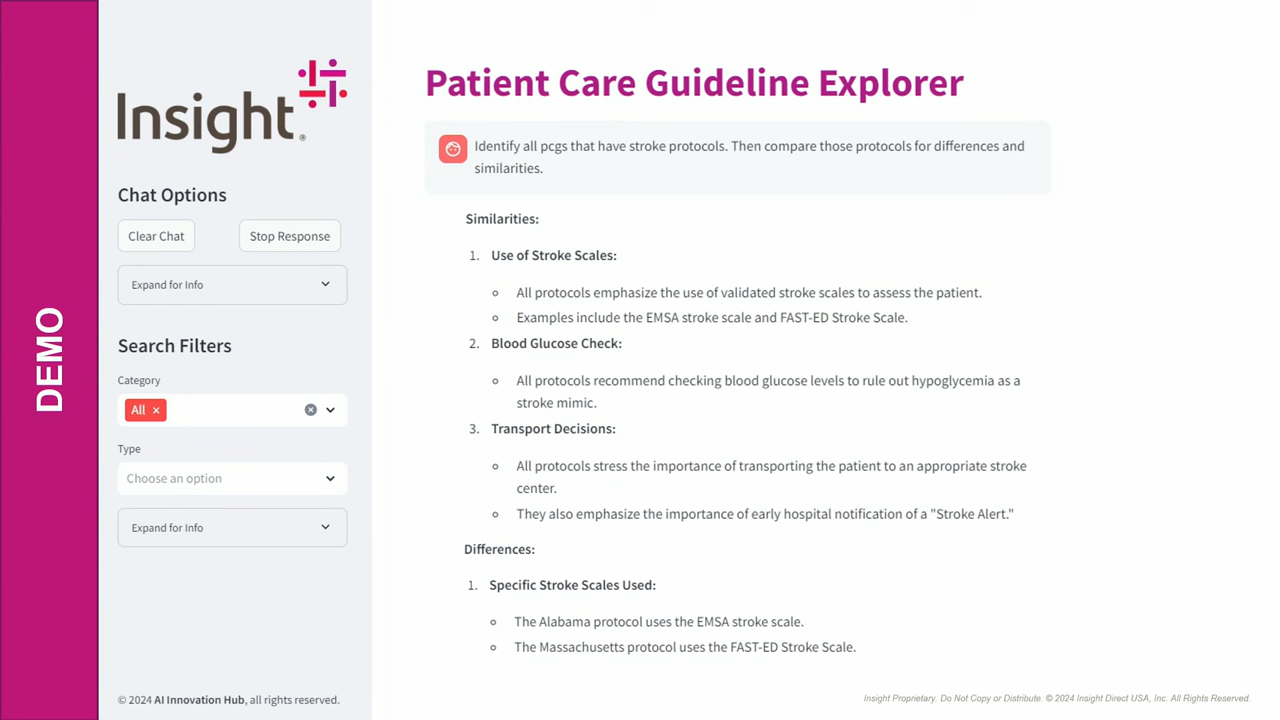 DEMO
Insight®
Chat Options
Clear Chat
Stop Response
Expand for Info
Search Filters
Category
All ×
Type
Choose an option
Expand for Info
© 2024 AI Innovation Hub, all rights reserved.
Patient Care Guideline Explorer
Identify all pcgs that have stroke protocols. Then compare those protocols for differences and
similarities.
Similarities:
1. Use of Stroke Scales:
All protocols emphasize the use of validated stroke scales to assess the patient.
Examples include the EMSA stroke scale and FAST-ED Stroke Scale.
2. Blood Glucose Check:
All protocols recommend checking blood glucose levels to rule out hypoglycemia as a
stroke mimic.
3. Transport Decisions:
All protocols stress the importance of transporting the patient to an appropriate stroke
center.
They also emphasize the importance of early hospital notification of a "Stroke Alert."
Differences:
1. Specific Stroke Scales Used:
The Alabama protocol uses the EMSA stroke scale.
The Massachusetts protocol uses the FAST-ED Stroke Scale.
Insight Proprietary. Do Not Copy or Distribute. © 2024 Insight Direct USA, Inc. All Rights Reserved.